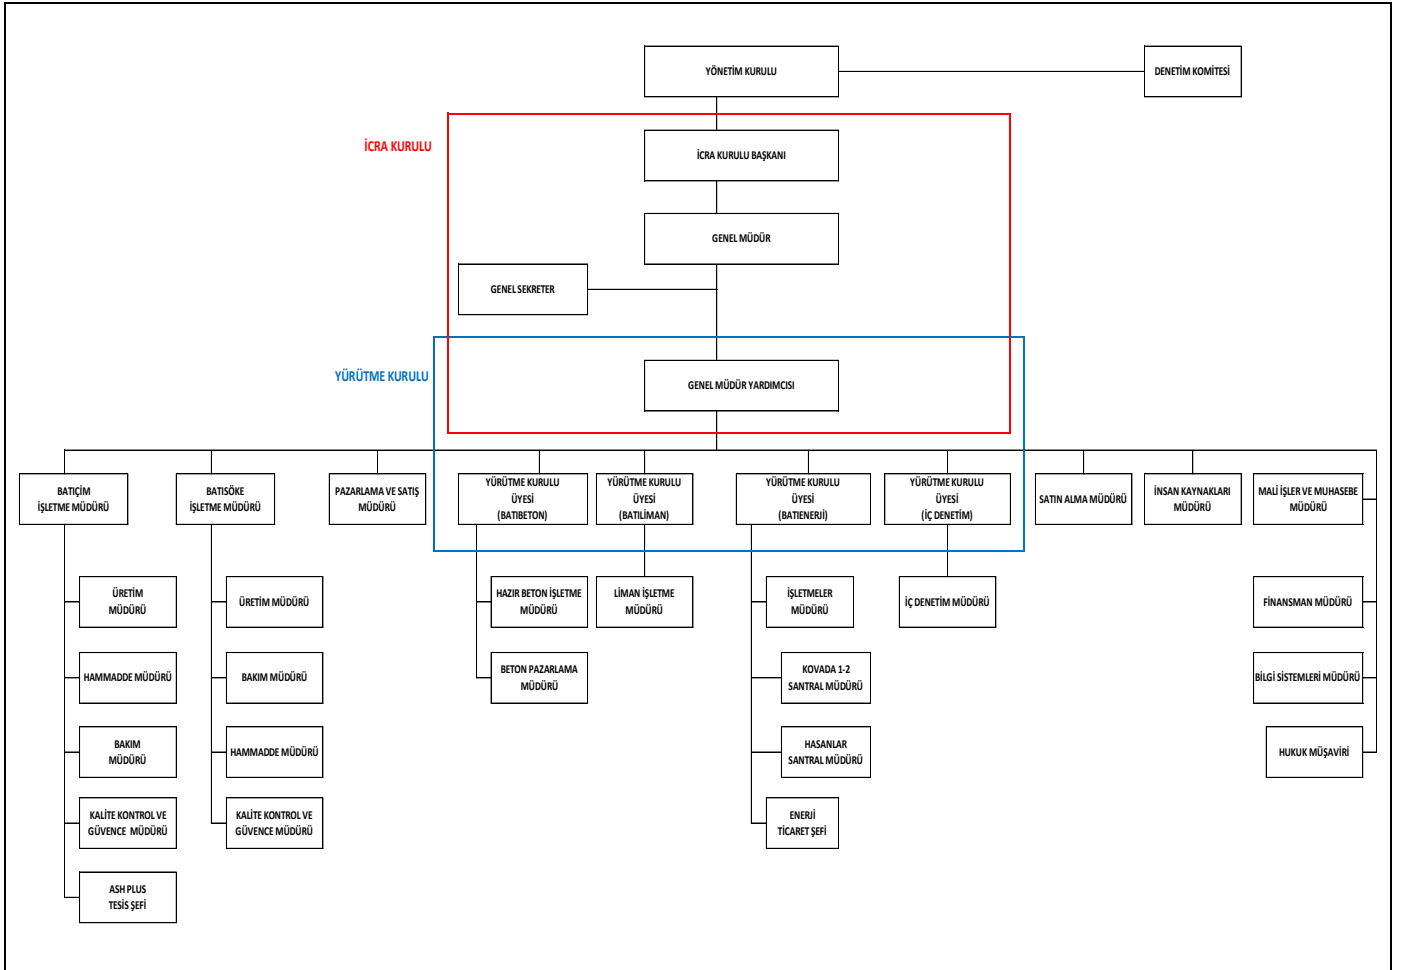 YÖNETİM KURULU
DENETİM KOMİTESİ
İCRA KURULU
İCRA KURULU BAŞKANI
GENEL MÜDÜR
GENEL SEKRETER
YÜRÜTME KURULU
GENEL MÜDÜR YARDIMCISI
BATIÇİM
İŞLETME MÜDÜRÜ
BATISÖKE
İŞLETME MÜDÜRÜ
PAZARLAMA VE SATIŞ
MÜDÜRÜ
YÜRÜTME KURULU
ÜYESİ
(BATIBETON)
YÜRÜTME KURULU
ÜYESİ
(BATILİMAN)
YÜRÜTME KURULU
ÜYESİ
(BATIENERJİ)
YÜRÜTME KURULU
ÜYESİ
(İÇ DENETİM)
SATIN ALMA MÜDÜRÜ
İNSAN KAYNAKLARI
MÜDÜRÜ
MALİ İŞLER VE MUHASEBE
MÜDÜRÜ
ÜRETİM
MÜDÜRÜ
ÜRETİM MÜDÜRÜ
HAZIR BETON İŞLETME
MÜDÜRÜ
LİMAN İŞLETME
MÜDÜRÜ
İŞLETMELER
MÜDÜRÜ
İÇ DENETİM MÜDÜRÜ
FİNANSMAN MÜDÜRÜ
HAMMADDE MÜDÜRÜ
BAKIM MÜDÜRÜ
BETON PAZARLAMA
MÜDÜRÜ
KOVADA 1-2
SANTRAL MÜDÜRÜ
BİLGİ SİSTEMLERİ MÜDÜRÜ
BAKIM
MÜDÜRÜ
HAMMADDE MÜDÜRÜ
HASANLAR
SANTRAL MÜDÜRÜ
HUKUK MÜŞAVİRİ
KALİTE KONTROL VE
GÜVENCE MÜDÜRÜ
KALİTE KONTROL VE
GÜVENCE MÜDÜRÜ
ENERJİ
TİCARET ŞEFİ
ASH PLUS
TESİS ŞEFİ